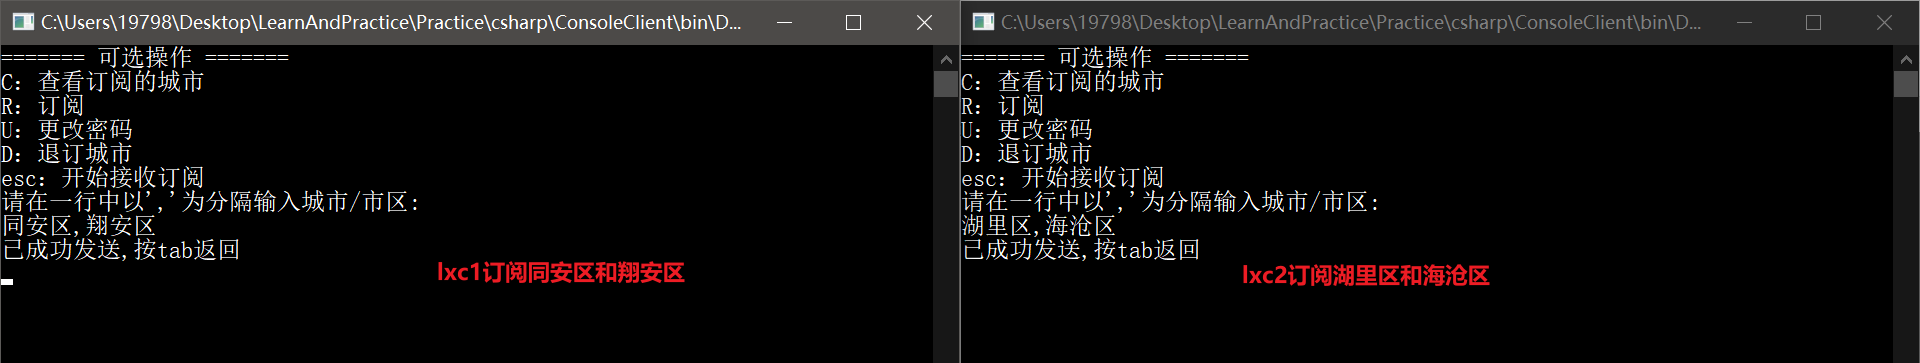 C:\Users\19798\Desktop\LearnAndPractice\Practice\csharp\ConsoleClient\bin\D...
======= 可选操作 =======
C: 查看订阅的城市
R: 订阅
U: 更改密码
D: 退订城市
esc: 开始接收订阅
请在一行中以','为分隔输入城市/市区:
同安区,翔安区
已成功发送,按tab返回
lxc1订阅同安区和翔安区
C:\Users\19798\Desktop\LearnAndPractice\Practice\csharp\ConsoleClient\bin\D...
======= 可选操作 =======
C: 查看订阅的城市
R: 订阅
U: 更改密码
D: 退订城市
esc: 开始接收订阅
请在一行中以','为分隔输入城市/市区:
湖里区,海沧区
已成功发送,按tab返回
lxc2订阅湖里区和海沧区